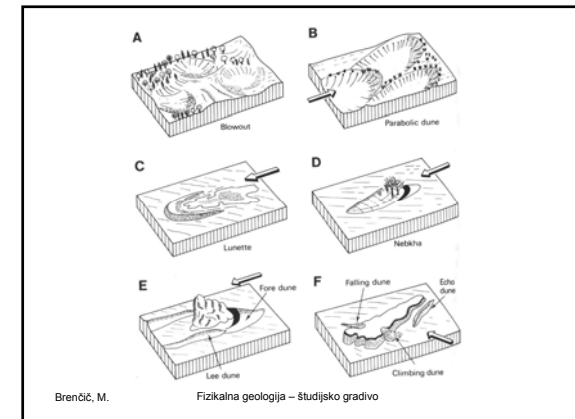 A
B
Blowout
Parabolic dune
C
D
Lunette
Nebkha
E
Fore dune
Lee dune
F
Falling dune
Echo
dune
Climbing dune
Brenčič, M.
Fizikalna geologija – študijsko gradivo